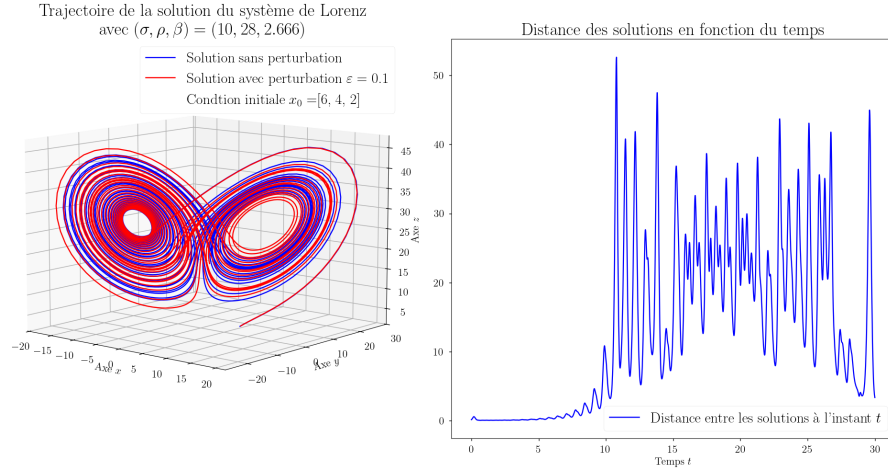 Trajectoire de la solution du système de Lorenz
avec (σ, ρ, β) = (10, 28, 2.666)
Solution sans perturbation
Solution avec perturbation ε = 0.1
Condtion initiale x₀ =[6, 4, 2]
45
40
35
30
25
20
15
10
5
Axe z
−20
−15
−10
−5
0
5
10
15
20
Axe x
−20
−10
0
10
20
30
Axe y
Distance des solutions en fonction du temps
50
40
30
20
10
0
Distance entre les solutions à l'instant t
0 5 10 15 20 25 30
Temps t